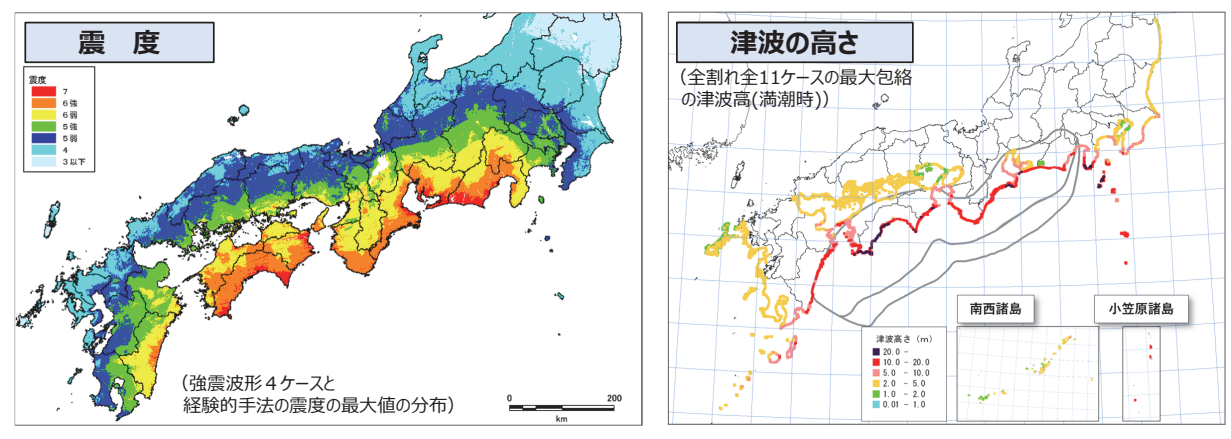 震 度
震度
7
6強
6弱
5強
5弱
4
3以下
（強震波形４ケースと
経験的手法の震度の最大値の分布）
0 200
km
津波の高さ
（全割れ全11ケースの最大包絡
の津波高(満潮時)）
南西諸島
小笠原諸島
津波高さ（m）
20.0 -
10.0 - 20.0
5.0 - 10.0
2.0 - 5.0
1.0 - 2.0
0.01 - 1.0